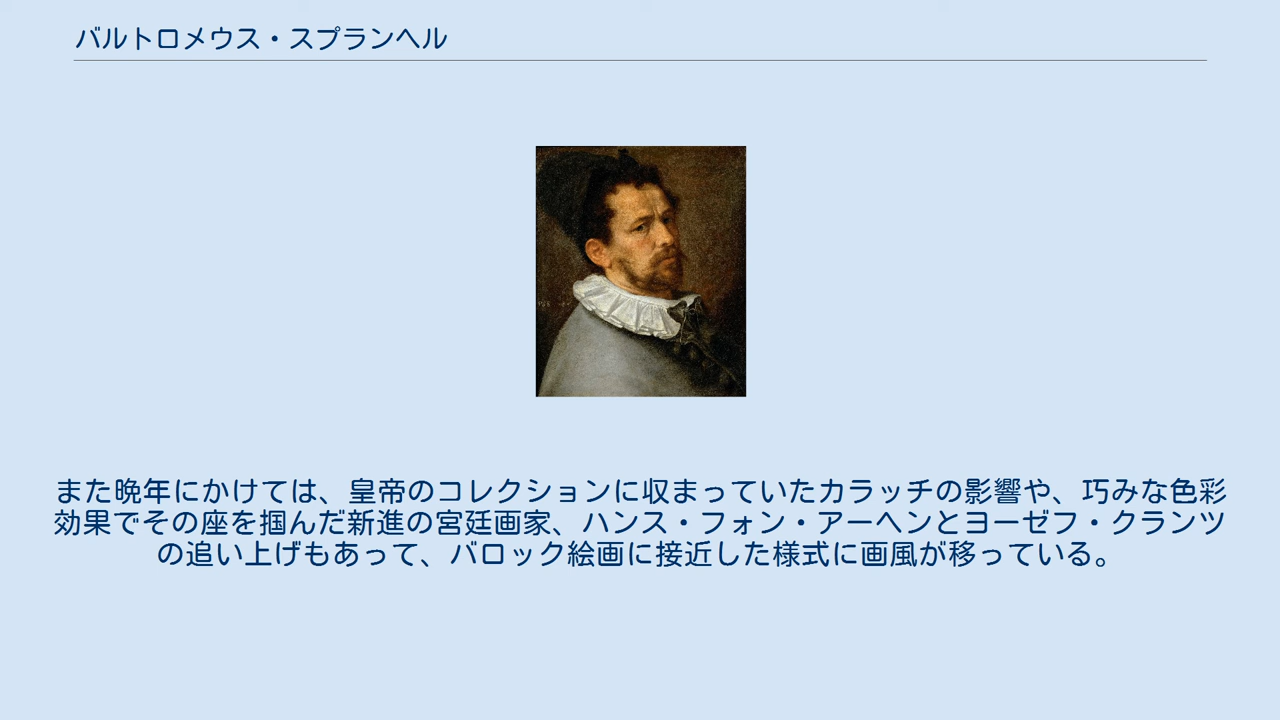 バルトロメウス・スプランヘル
また晩年にかけては、皇帝のコレクションに収まっていたカラッチの影響や、巧みな色彩
効果でその座を掴んだ新進の宮廷画家、ハンス・フォン・アーヘンとヨーゼフ・クランツ
の追い上げもあって、バロック絵画に接近した様式に画風が移っている。